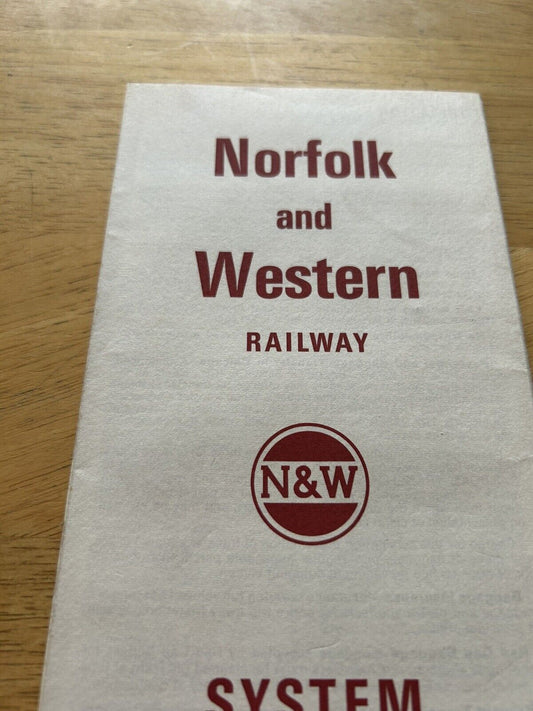 Norfolk
and
Western
RAILWAY
N&W
SYSTEM